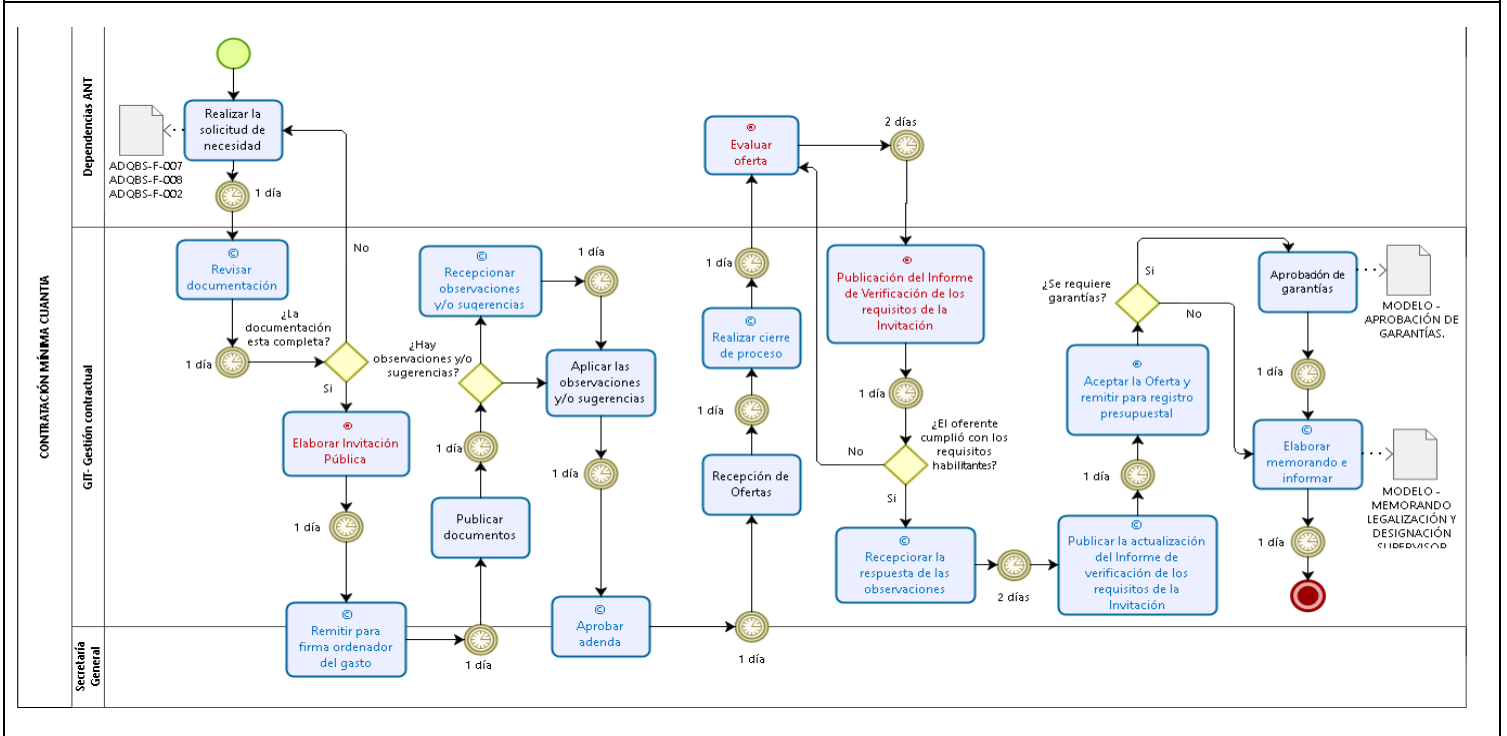 CONTRATACIÓN MÍNIMA CUANTIA
Dependencias ANT
Realizar la
solicitud de
necesidad
ADQBS-F-007
ADQBS-F-008
ADQBS-F-002
1 día
No
Evaluar
oferta
2 días
GIT- Gestión contractual
©
Revisar
documentación
1 día
¿La
documentación
esta completa?
Si
®
Elaborar Invitación
Pública
1 día
©
Remitir para
firma ordenador
del gasto
1 día
Publicar
documentos
1 día
¿Hay
observaciones y/o
sugerencias?
©
Recepcionar
observaciones
y/o sugerencias
1 día
Aplicar las
observaciones
y/o sugerencias
1 día
©
Aprobar
adenda
1 día
Recepción de
Ofertas
1 día
©
Realizar cierre
de proceso
1 día
®
®
Publicación del Informe
de Verificación de los
requisitos de la
Invitación
1 día
¿El oferente
cumplió con los
requisitos
habilitantes?
No
Si
©
Recepciorar la
respuesta de las
observaciones
2 días
©
Publicar la actualización
del Informe de
verificación de los
requisitos de la
Invitación
1 día
®
Aceptar la Oferta y
remitir para registro
presupuestal
¿Se requiere
garantías?
Si
No
Aprobadón de
garantías
MODELO -
APROBACIÓN DE
GARANTÍAS.
1 día
©
Elaborar
memorando e
informar
MODELO -
MEMORANDO
LEGALIZACIÓN Y
DESIGNACIÓN
SUPERVISOR
1 día
Secretaría
General